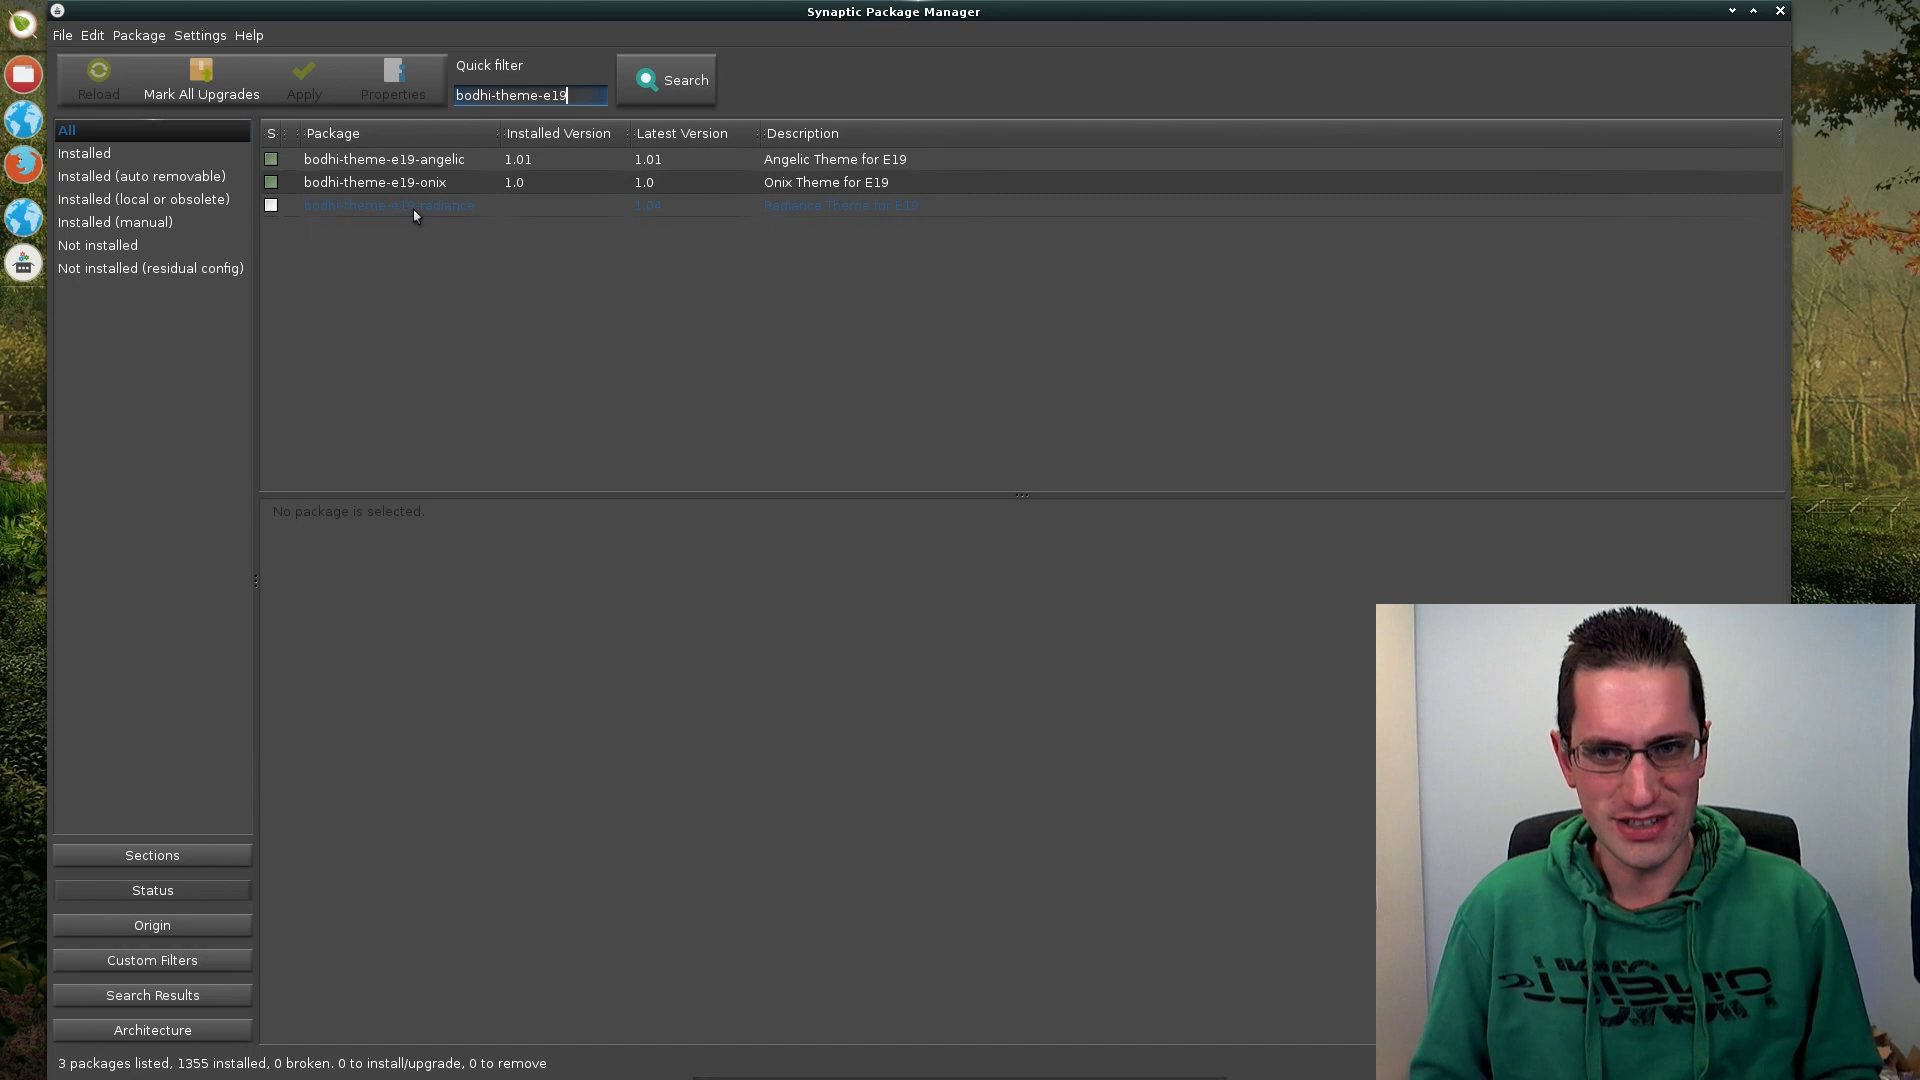 Synaptic Package Manager
File Edit Package Settings Help
Reload
Mark All Upgrades
Apply
Properties
Quick filter
bodhi-theme-e19
Search
All
Installed
Installed (auto removable)
Installed (local or obsolete)
Installed (manual)
Not installed
Not installed (residual config)
S Package Installed Version Latest Version Description
bodhi-theme-e19-angelic 1.01 1.01 Angelic Theme for E19
bodhi-theme-e19-onix 1.0 1.0 Onix Theme for E19
bodhi-theme-e19-radiance 1.04 Radiance Theme for E19
No package is selected.
Sections
Status
Origin
Custom Filters
Search Results
Architecture
3 packages listed, 1355 installed, 0 broken. 0 to install/upgrade, 0 to remove